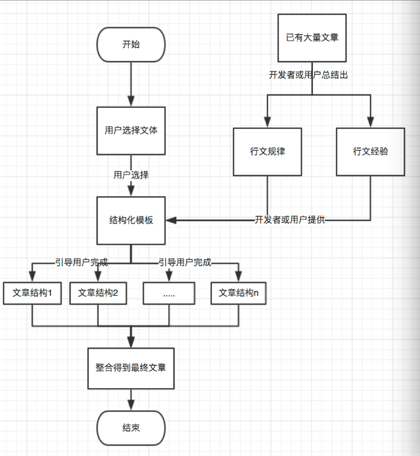 开始
已有大量文章
开发者或用户总结出
用户选择文体
行文规律
行文经验
用户选择
结构化模板
开发者或用户提供
引导用户完成
引导用户完成
文章结构1
文章结构2
.....
文章结构n
整合得到最终文章
结束